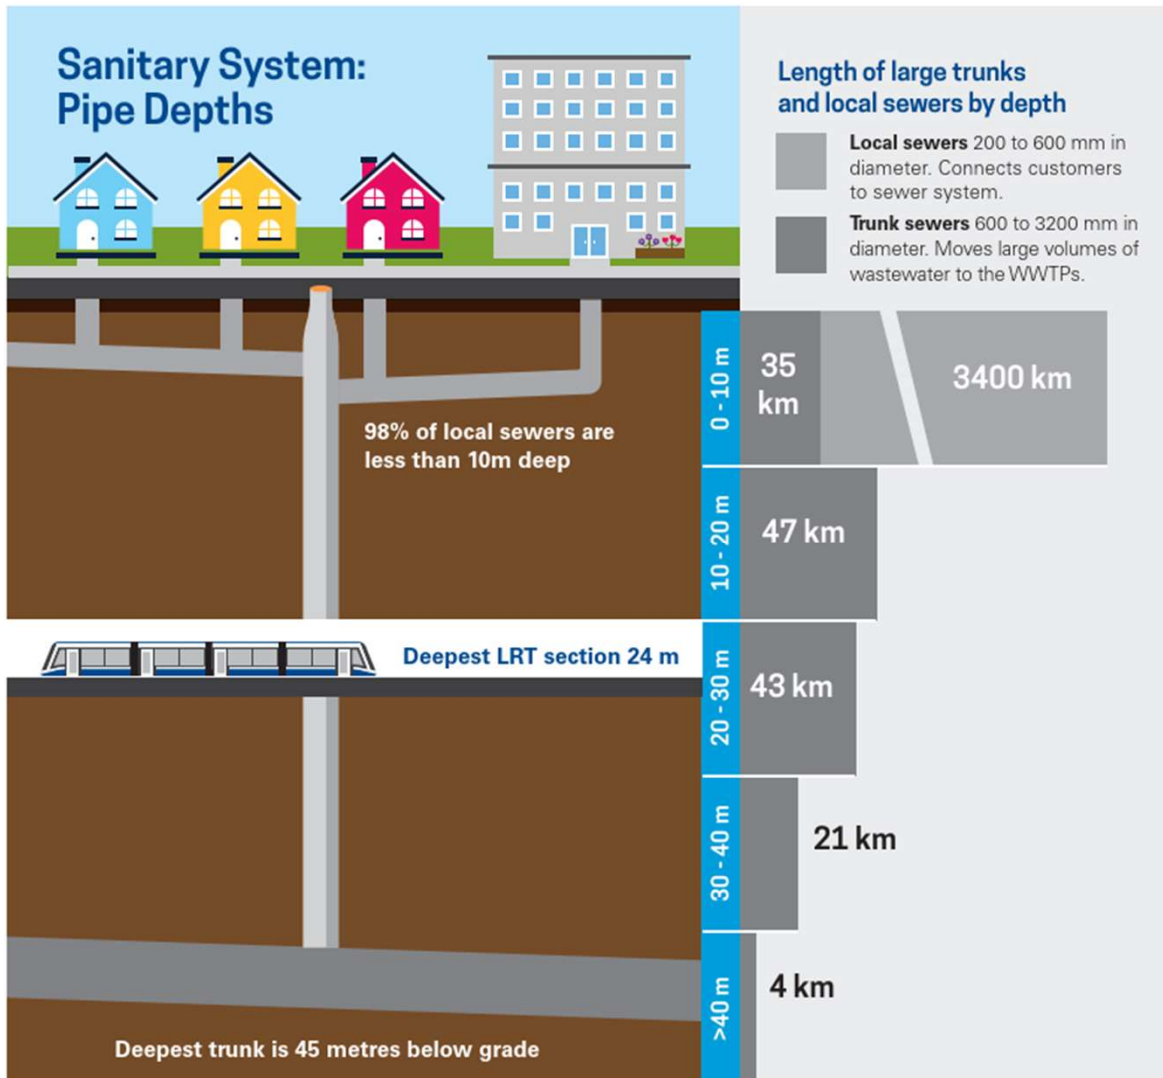 Sanitary System:
Pipe Depths
Length of large trunks
and local sewers by depth
Local sewers 200 to 600 mm in
diameter. Connects customers
to sewer system.
Trunk sewers 600 to 3200 mm in
diameter. Moves large volumes of
wastewater to the WWTPs.
0 - 10 m
35
km
3400 km
98% of local sewers are
less than 10m deep
10 - 20 m
47 km
Deepest LRT section 24 m
20 - 30 m
43 km
30 - 40 m
21 km
>40 m
4 km
Deepest trunk is 45 metres below grade